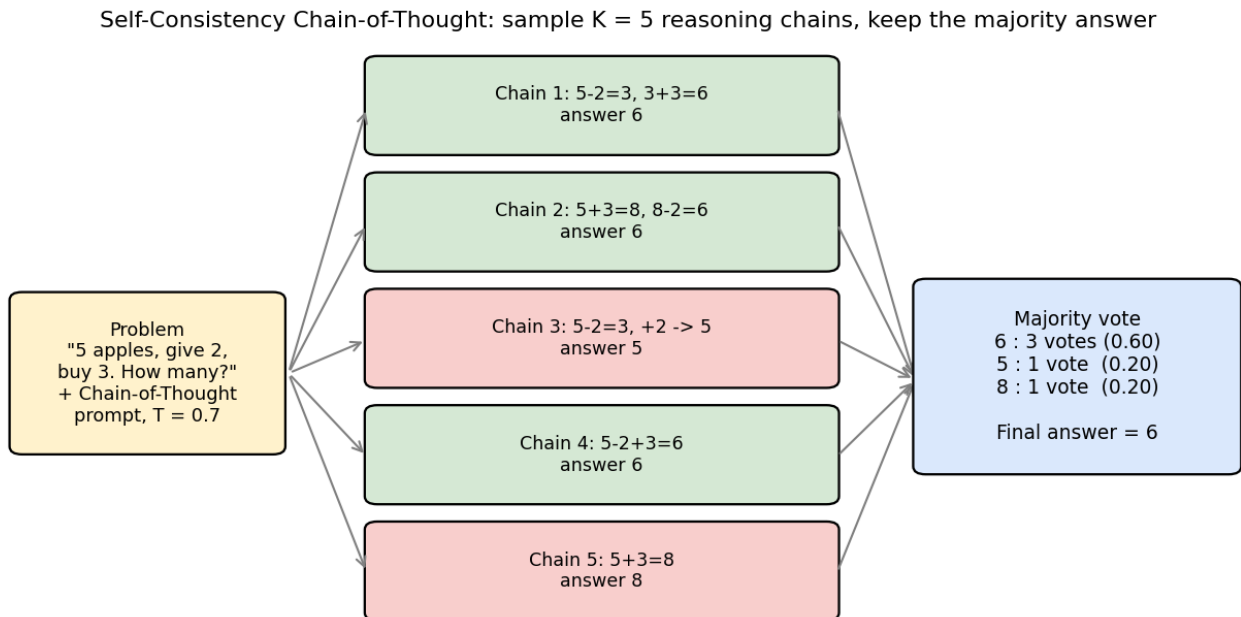 Self-Consistency Chain-of-Thought: sample K = 5 reasoning chains, keep the majority answer
Problem
"5 apples, give 2,
buy 3. How many?"
+ Chain-of-Thought
prompt, T = 0.7
Chain 1: 5-2=3, 3+3=6
answer 6
Chain 2: 5+3=8, 8-2=6
answer 6
Chain 3: 5-2=3, +2 -> 5
answer 5
Chain 4: 5-2+3=6
answer 6
Chain 5: 5+3=8
answer 8
Majority vote
6 : 3 votes (0.60)
5 : 1 vote  (0.20)
8 : 1 vote  (0.20)
Final answer = 6